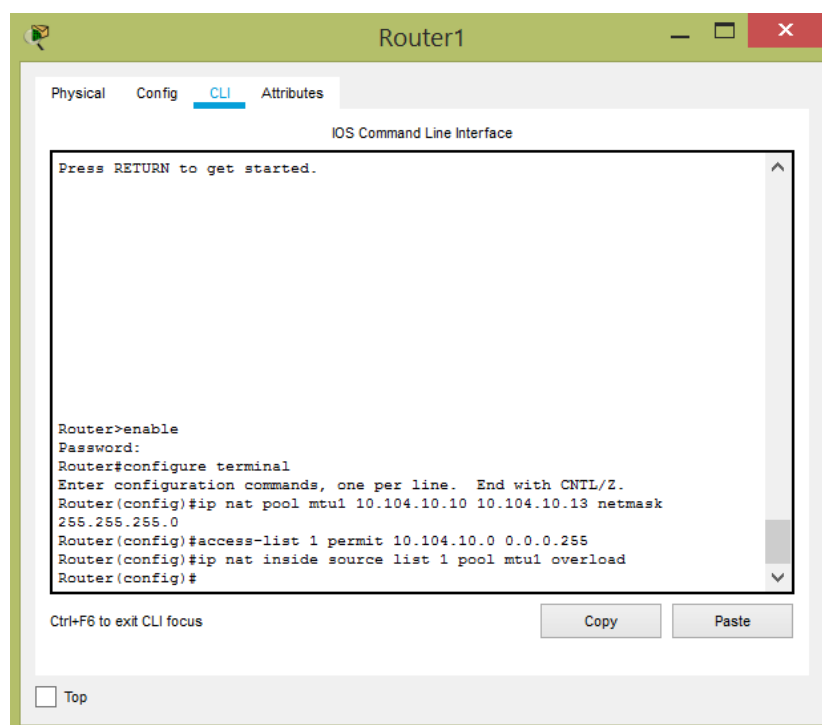 Router1
Physical Config CLI Attributes
IOS Command Line Interface
Press RETURN to get started.
Router>enable
Password:
Router#configure terminal
Enter configuration commands, one per line.  End with CNTL/Z.
Router(config)#ip nat pool mtu1 10.104.10.10 10.104.10.13 netmask
255.255.255.0
Router(config)#access-list 1 permit 10.104.10.0 0.0.0.255
Router(config)#ip nat inside source list 1 pool mtu1 overload
Router(config)#
Ctrl+F6 to exit CLI focus
Copy
Paste
Top